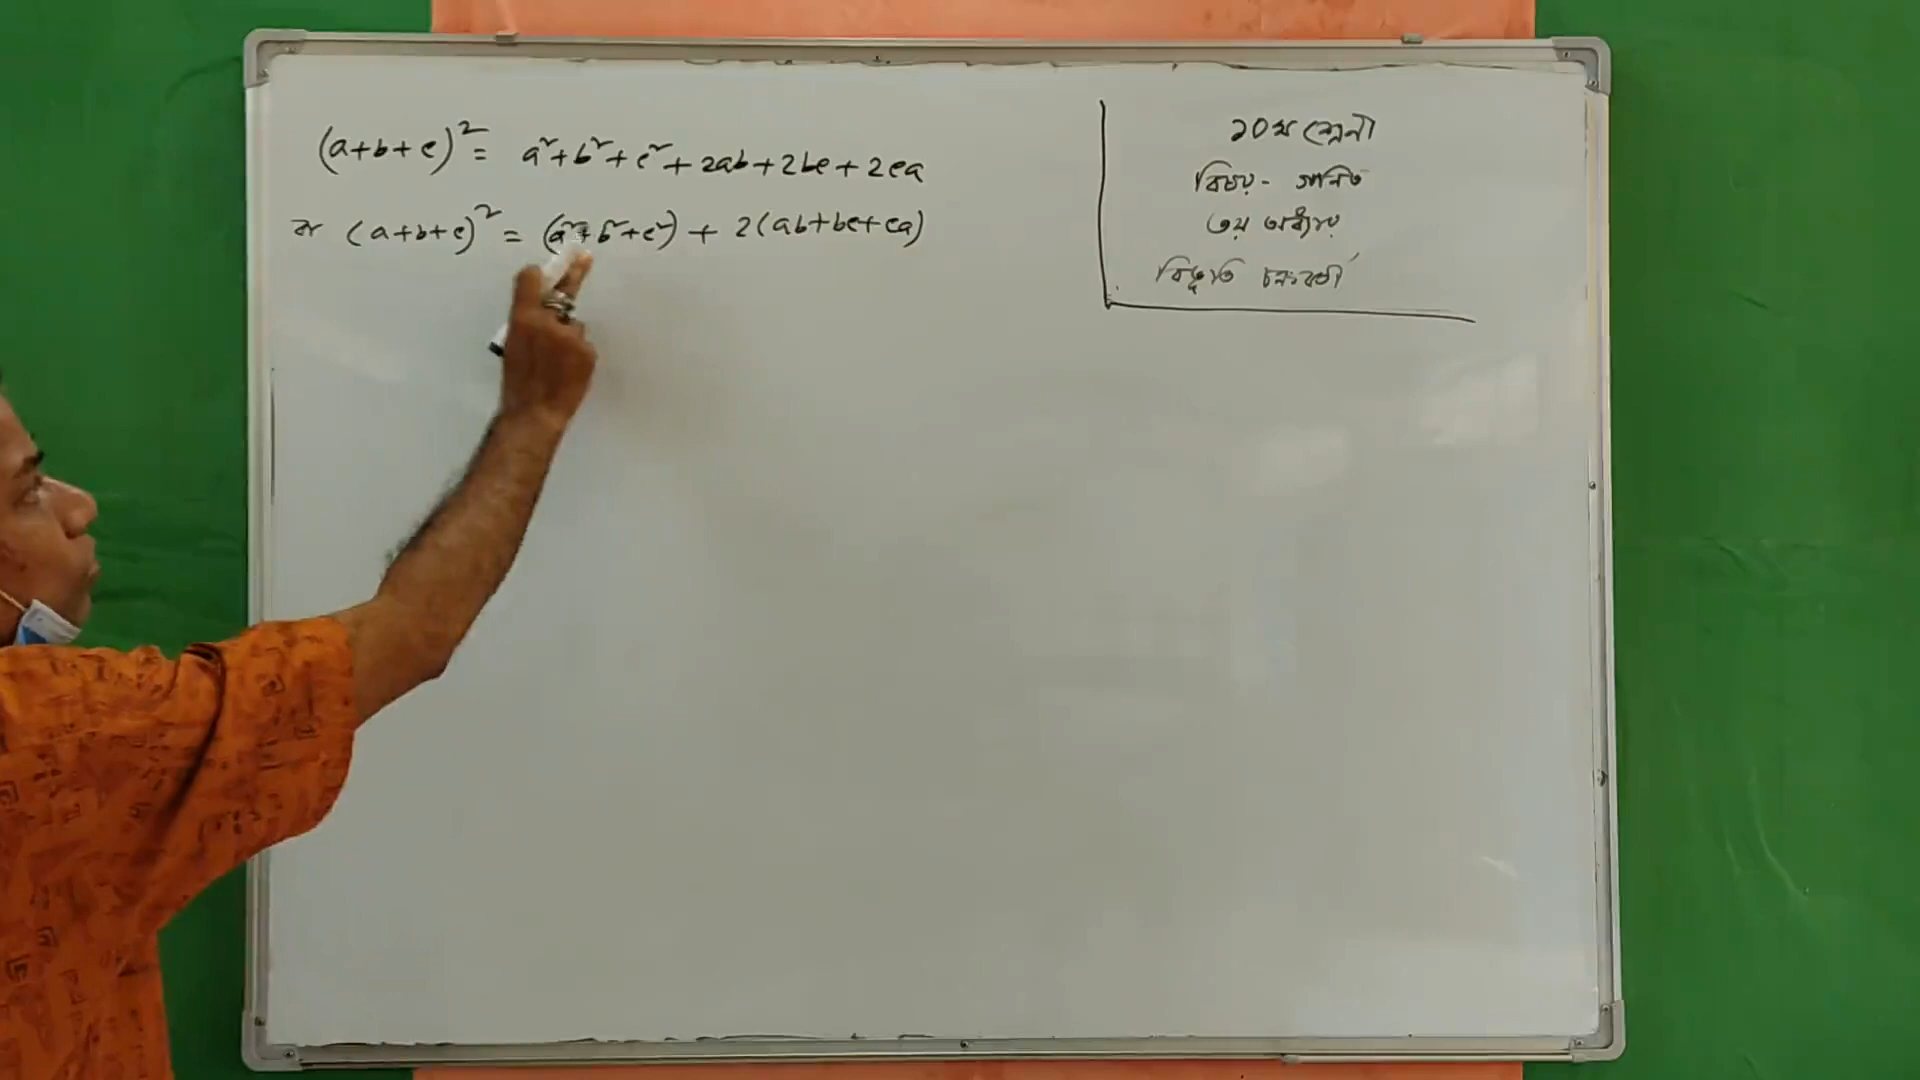 (a+b+c)² = a²+b²+c²+2ab+2bc+2ca
বা (a+b+c)² = (a²+b²+c²) + 2(ab+bc+ca)
১০ম শ্রেনী
বিষয়- গনিত
৩য় অধ্যায়
বিভূতি চক্রবর্তী